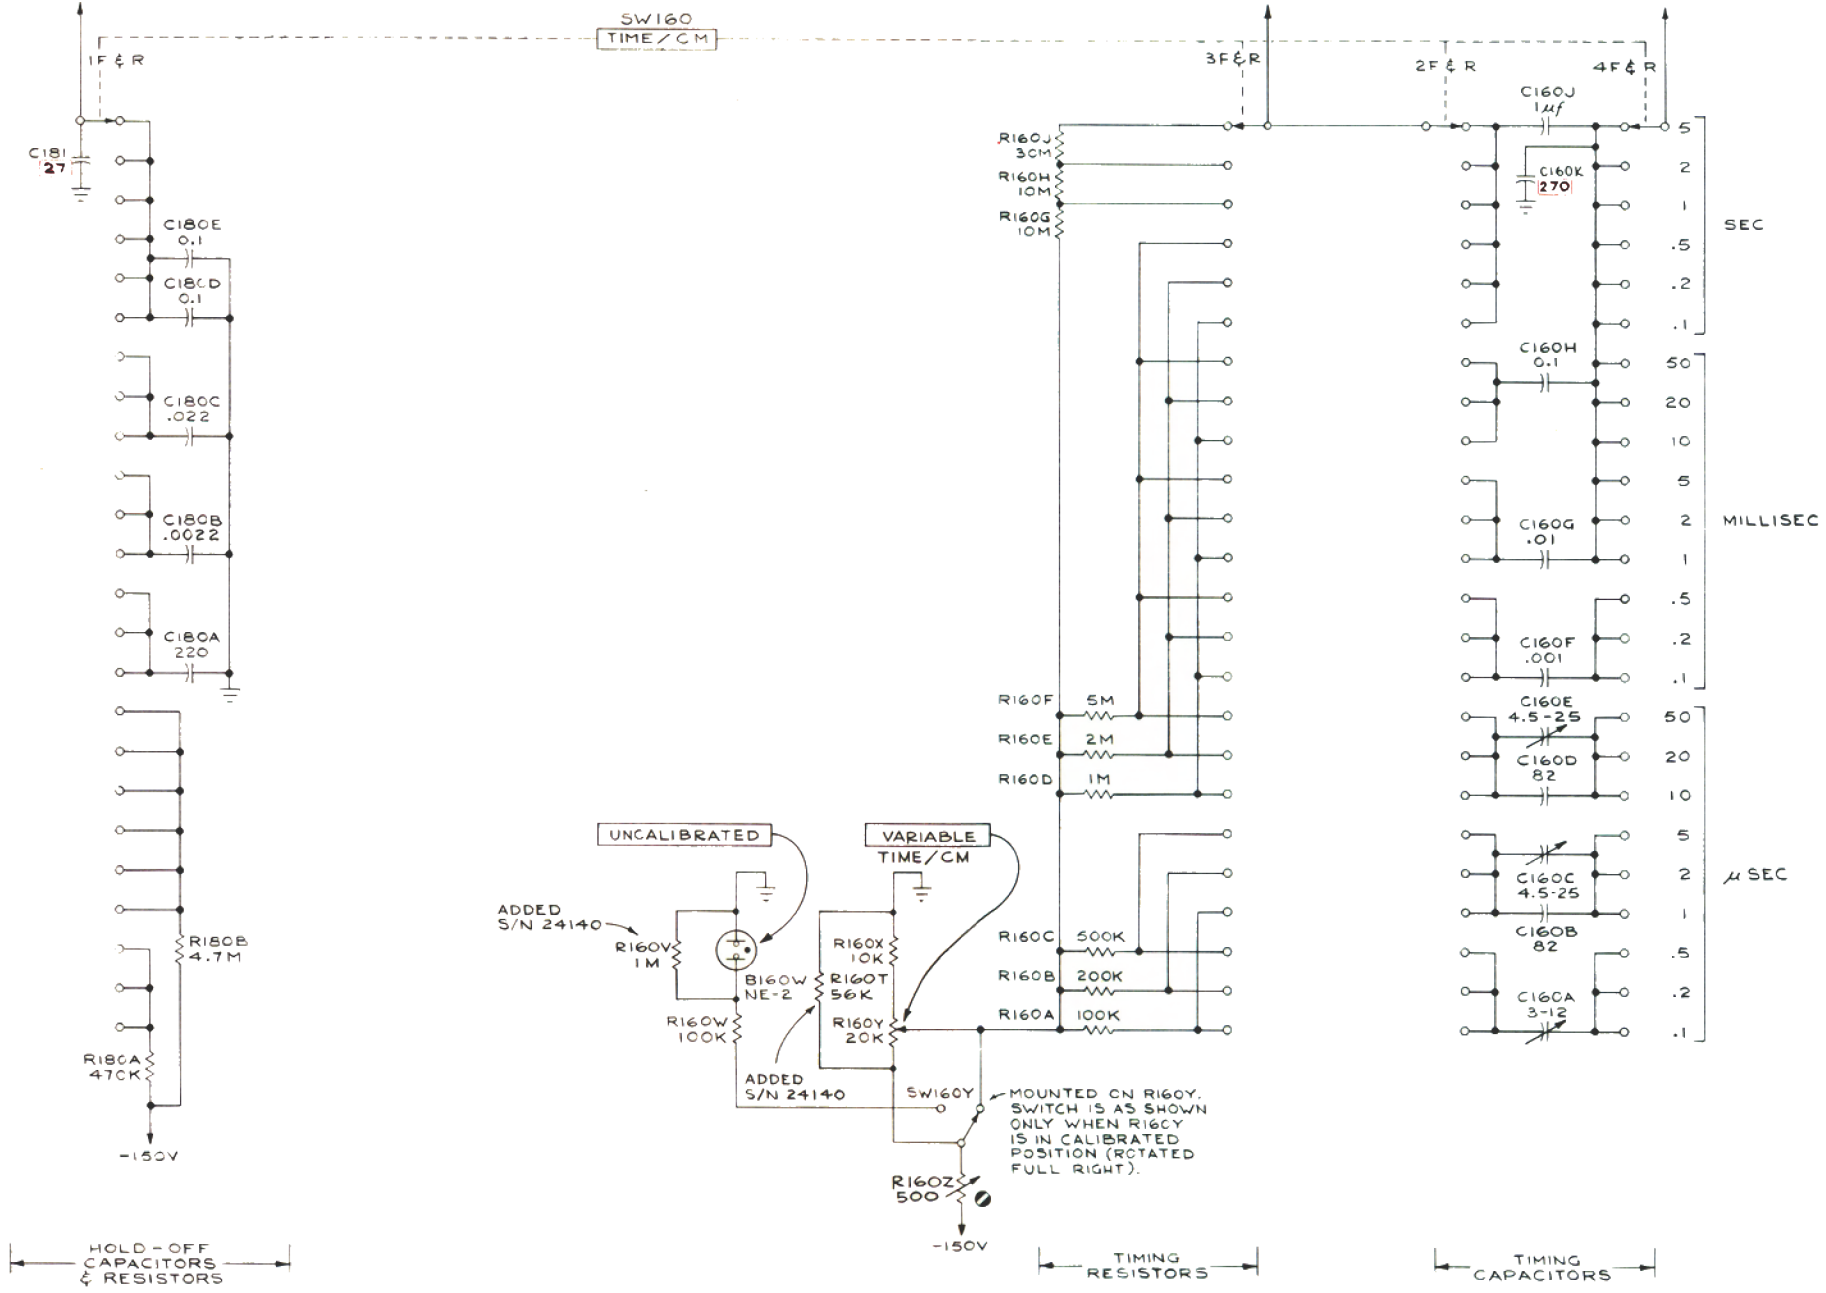 SW160
TIME/CM
1F & R
3F & R
2F & R
4F & R
C181
27
C180E
0.1
C180D
0.1
C180C
.022
C180B
.0022
C180A
220
R180B
4.7M
R180A
470K
-150V
HOLD-OFF
CAPACITORS
& RESISTORS
UNCALIBRATED
ADDED
S/N 24140
R160V
1M
B160W
NE-2
R160W
100K
ADDED
S/N 24140
VARIABLE
TIME/CM
R160X
10K
R160T
56K
R160Y
20K
SW160Y
MOUNTED ON R160Y.
SWITCH IS AS SHOWN
ONLY WHEN R160Y
IS IN CALIBRATED
POSITION (ROTATED
FULL RIGHT).
R160Z
500
-150V
R160J
30M
R160H
10M
R160G
10M
R160F 5M
R160E 2M
R160D 1M
R160C 500K
R160B 200K
R160A 100K
TIMING
RESISTORS
C160J
1µf
C160K
270
C160H
0.1
C160G
.01
C160F
.001
C160E
4.5-25
C160D
82
C160C
4.5-25
C160B
82
C160A
3-12
TIMING
CAPACITORS
5
2
1
.5
.2
.1
SEC
50
20
10
5
2
1
.5
.2
.1
MILLISEC
50
20
10
5
2
1
.5
.2
.1
µ SEC